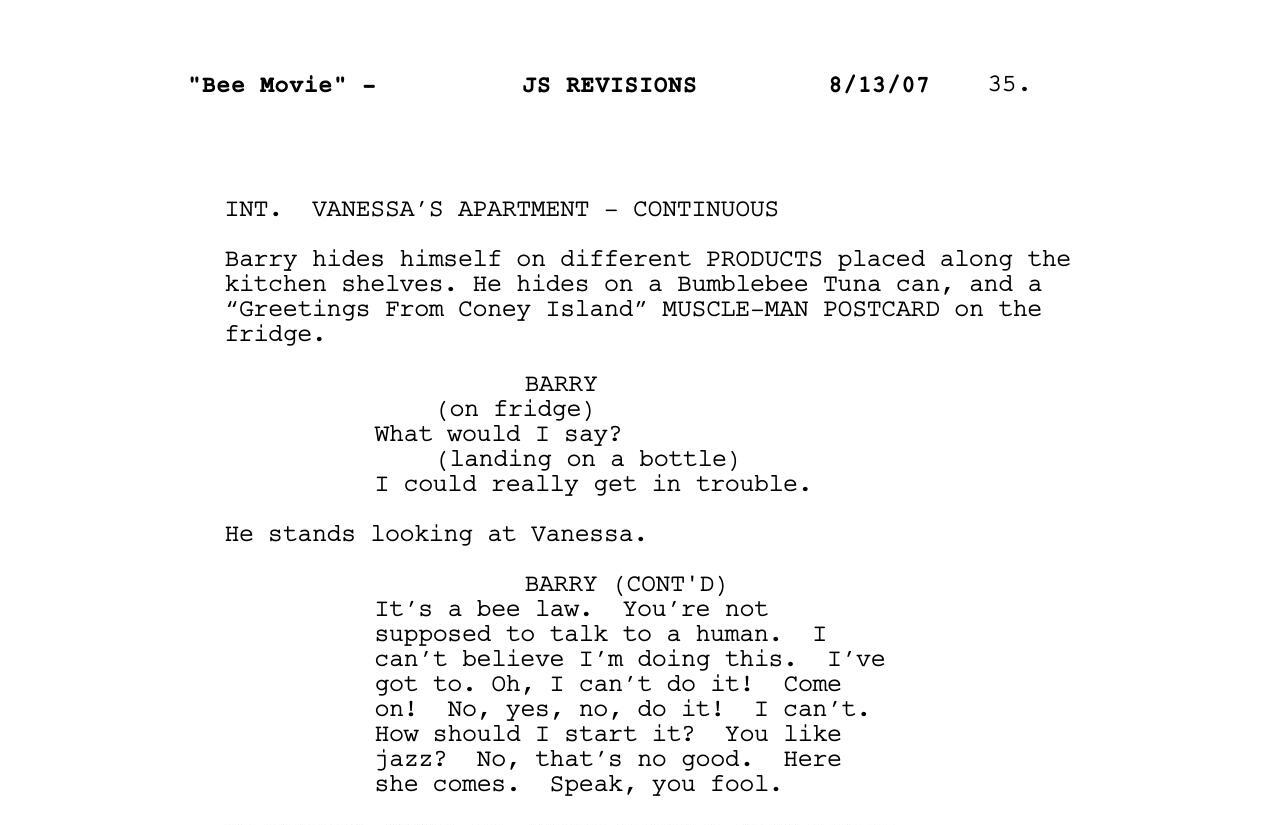 "Bee Movie" - JS REVISIONS 8/13/07 35.
INT.  VANESSA’S APARTMENT - CONTINUOUS
Barry hides himself on different PRODUCTS placed along the
kitchen shelves. He hides on a Bumblebee Tuna can, and a
“Greetings From Coney Island” MUSCLE-MAN POSTCARD on the
fridge.
BARRY
(on fridge)
What would I say?
(landing on a bottle)
I could really get in trouble.
He stands looking at Vanessa.
BARRY (CONT'D)
It’s a bee law.  You’re not
supposed to talk to a human.  I
can’t believe I’m doing this.  I’ve
got to. Oh, I can’t do it!  Come
on!  No, yes, no, do it!  I can’t.
How should I start it?  You like
jazz?  No, that’s no good.  Here
she comes.  Speak, you fool.